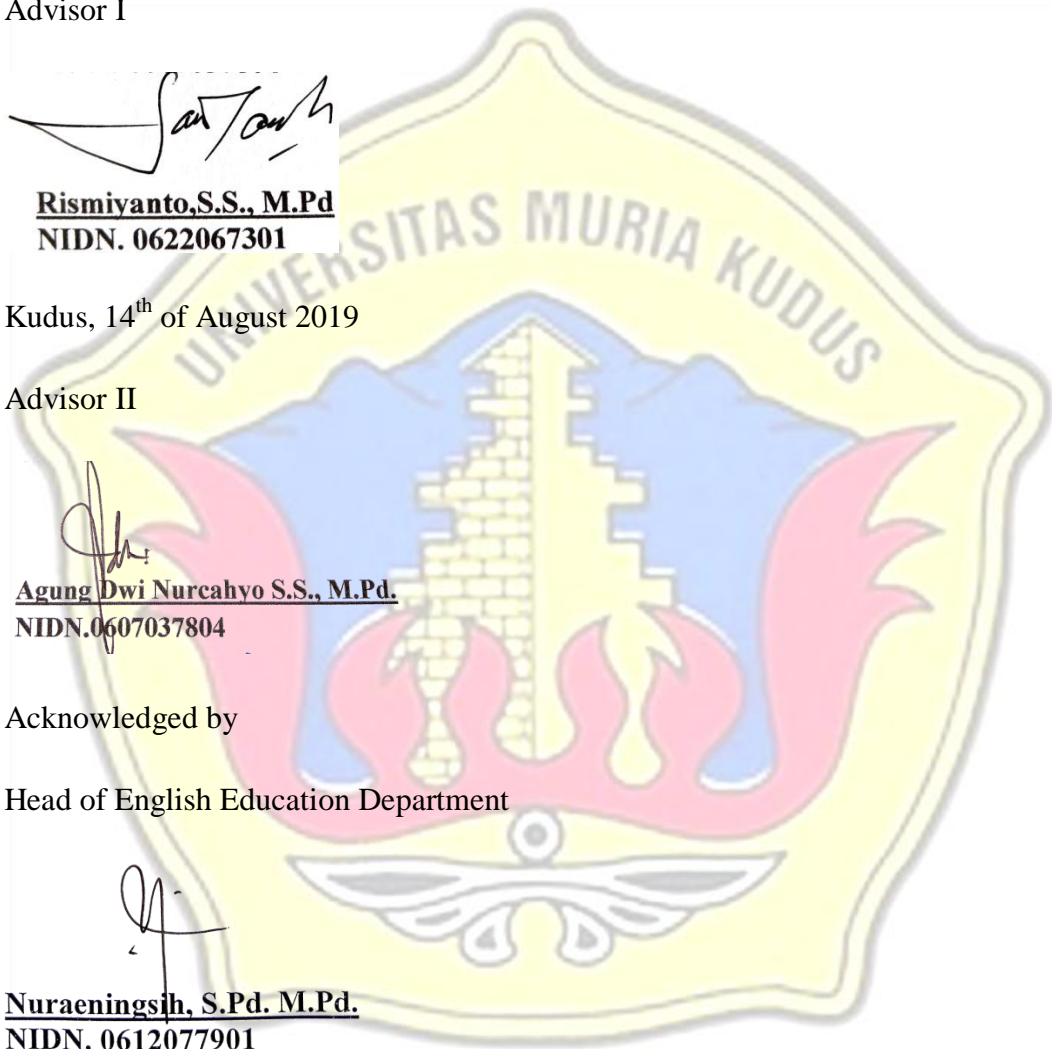 Advisor I
Rismiyanto,S.S., M.Pd
NIDN. 0622067301
UNIVERSITAS MURIA KUDUS
Kudus, 14th of August 2019
Advisor II
Agung Dwi Nurcahyo S.S., M.Pd.
NIDN.0607037804
Acknowledged by
Head of English Education Department
Nuraeningsih, S.Pd. M.Pd.
NIDN. 0612077901